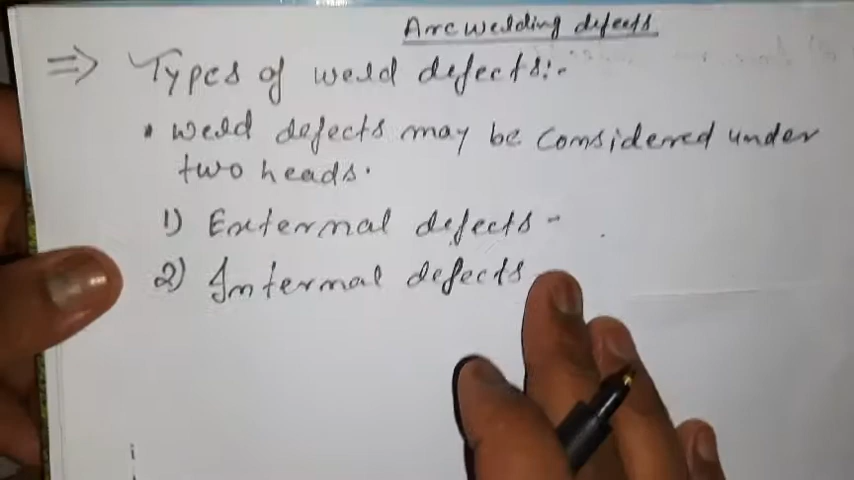 Arc welding defects
⇒ Types of weld defects:-
• weld defects may be considered under
two heads.
1) External defects -
2) Internal defects